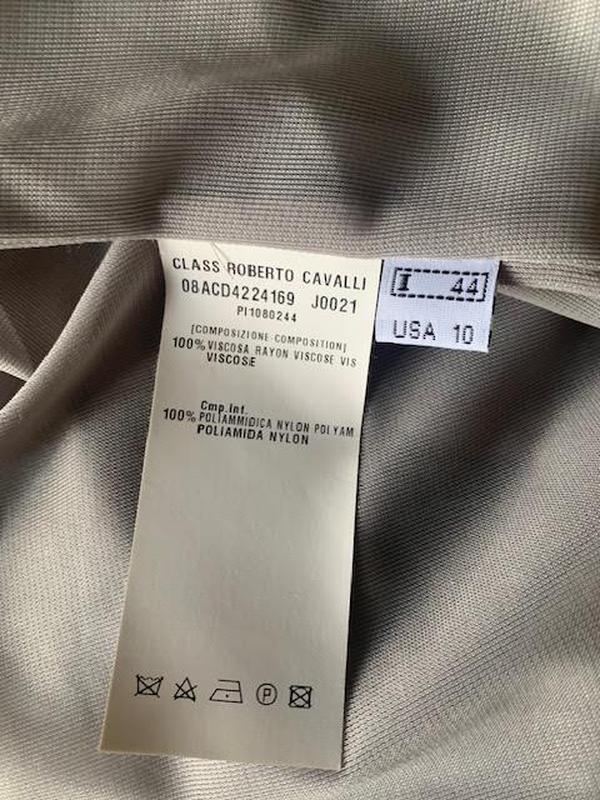 CLASS ROBERTO CAVALLI
08ACD4224169 J0021
PI1080244
[COMPOSIZIONE-COMPOSITION]
100% VISCOSA RAYON VISCOSE VIS
VISCOSE
Cmp.int.
100% POLIAMMIDICA NYLON POLYAM
POLIAMIDA NYLON
P
I 44
USA 10